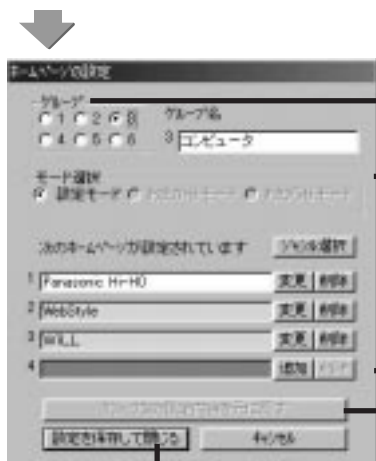 ホームページの設定
グループ
1 2 3 グループ名
4 5 6 3 コンピュータ
モード選択
設定モード
次のホームページが設定されています ジャンル選択
1 Panasonic Hi-HO 変更 削除
2 WebStyle 変更 削除
3 WILL 変更 削除
4 追加
設定を保存して閉じる キャンセル